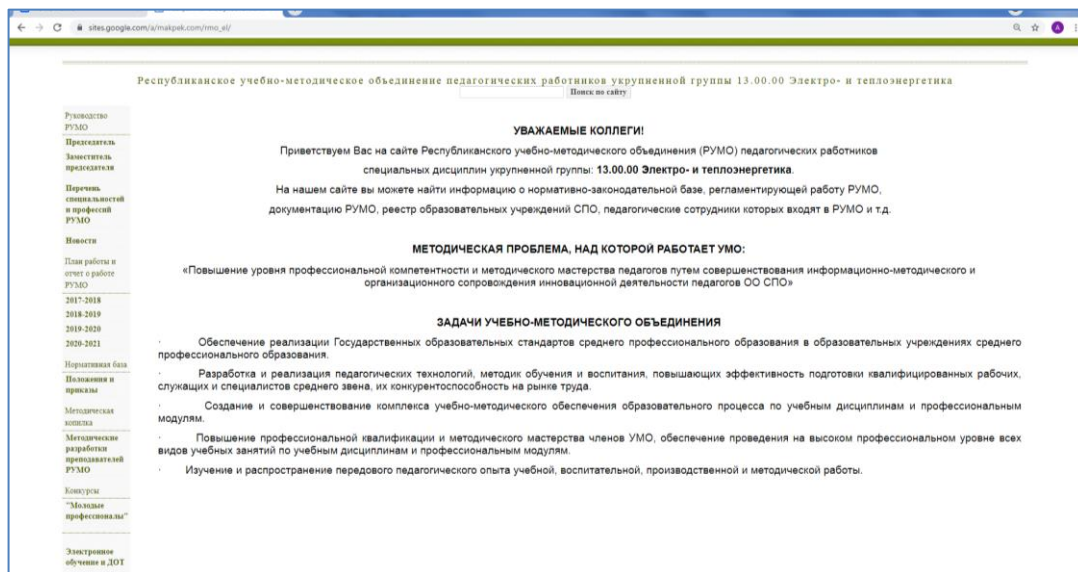 sites.google.com/a/makpek.com/rmo_el/
Республиканское учебно-методическое объединение педагогических работников укрупненной группы 13.00.00 Электро- и теплоэнергетика
Поиск по сайту
Руководство
РУМО
Председатель
Заместитель
председателя
Перечень
специальностей
и профессий
РУМО
Новости
План работы и
отчет о работе
РУМО
2017-2018
2018-2019
2019-2020
2020-2021
Нормативная база
Положения и
приказы
Методическая
копилка
Методические
разработки
преподавателей
РУМО
Конкурсы
"Молодые
профессионалы"
Электронное
обучение и ДОТ
УВАЖАЕМЫЕ КОЛЛЕГИ!
Приветствуем Вас на сайте Республиканского учебно-методического объединения (РУМО) педагогических работников
специальных дисциплин укрупненной группы: 13.00.00 Электро- и теплоэнергетика.
На нашем сайте вы можете найти информацию о нормативно-законодательной базе, регламентирующей работу РУМО,
документацию РУМО, реестр образовательных учреждений СПО, педагогические сотрудники которых входят в РУМО и т.д.
МЕТОДИЧЕСКАЯ ПРОБЛЕМА, НАД КОТОРОЙ РАБОТАЕТ УМО:
«Повышение уровня профессиональной компетентности и методического мастерства педагогов путем совершенствования информационно-методического и
организационного сопровождения инновационной деятельности педагогов ОО СПО»
ЗАДАЧИ УЧЕБНО-МЕТОДИЧЕСКОГО ОБЪЕДИНЕНИЯ
· Обеспечение реализации Государственных образовательных стандартов среднего профессионального образования в образовательных учреждениях среднего
профессионального образования.
· Разработка и реализация педагогических технологий, методик обучения и воспитания, повышающих эффективность подготовки квалифицированных рабочих,
служащих и специалистов среднего звена, их конкурентоспособность на рынке труда.
· Создание и совершенствование комплекса учебно-методического обеспечения образовательного процесса по учебным дисциплинам и профессиональным
модулям.
· Повышение профессиональной квалификации и методического мастерства членов УМО, обеспечение проведения на высоком профессиональном уровне всех
видов учебных занятий по учебным дисциплинам и профессиональным модулям.
· Изучение и распространение передового педагогического опыта учебной, воспитательной, производственной и методической работы.